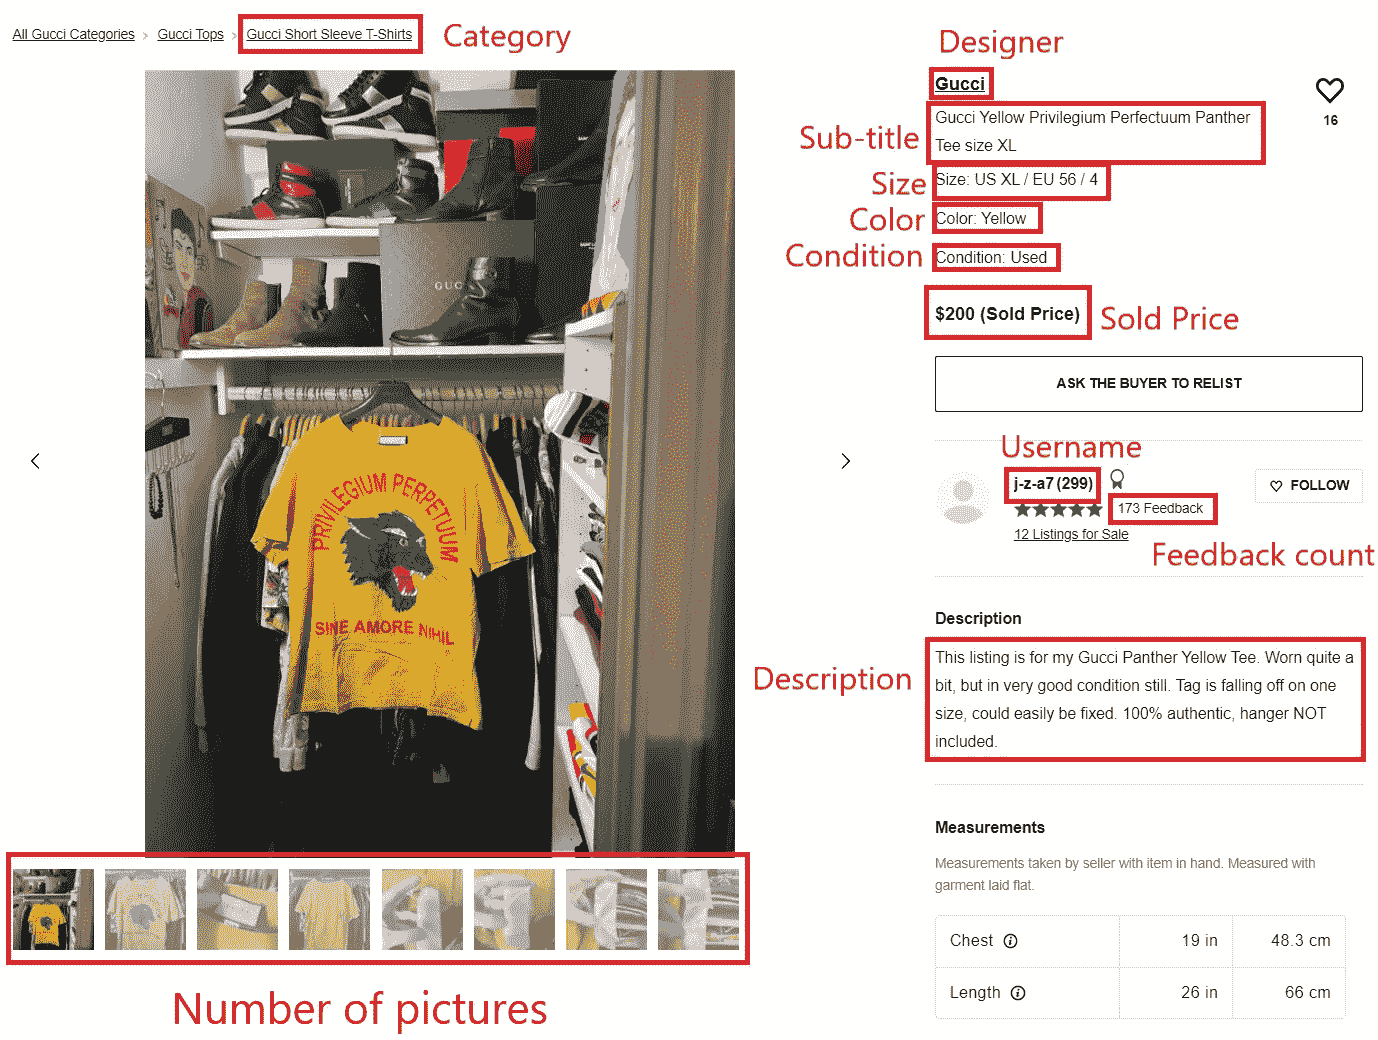 All Gucci Categories > Gucci Tops > Gucci Short Sleeve T-Shirts
Category
Designer
Gucci
16
Sub-title
Gucci Yellow Privilegium Perfectuum Panther
Tee size XL
Size
Size: US XL / EU 56 / 4
Color
Color: Yellow
Condition
Condition: Used
$200 (Sold Price)
Sold Price
ASK THE BUYER TO RELIST
Username
j-z-a7 (299)
FOLLOW
173 Feedback
12 Listings for Sale
Feedback count
Description
Description
This listing is for my Gucci Panther Yellow Tee. Worn quite a
bit, but in very good condition still. Tag is falling off on one
size, could easily be fixed. 100% authentic, hanger NOT
included.
Measurements
Measurements taken by seller with item in hand. Measured with
garment laid flat.
Chest 19 in 48.3 cm
Length 26 in 66 cm
GUC
PRIVILEGIUM PERPETUUM
SINE AMORE NIHIL
Number of pictures